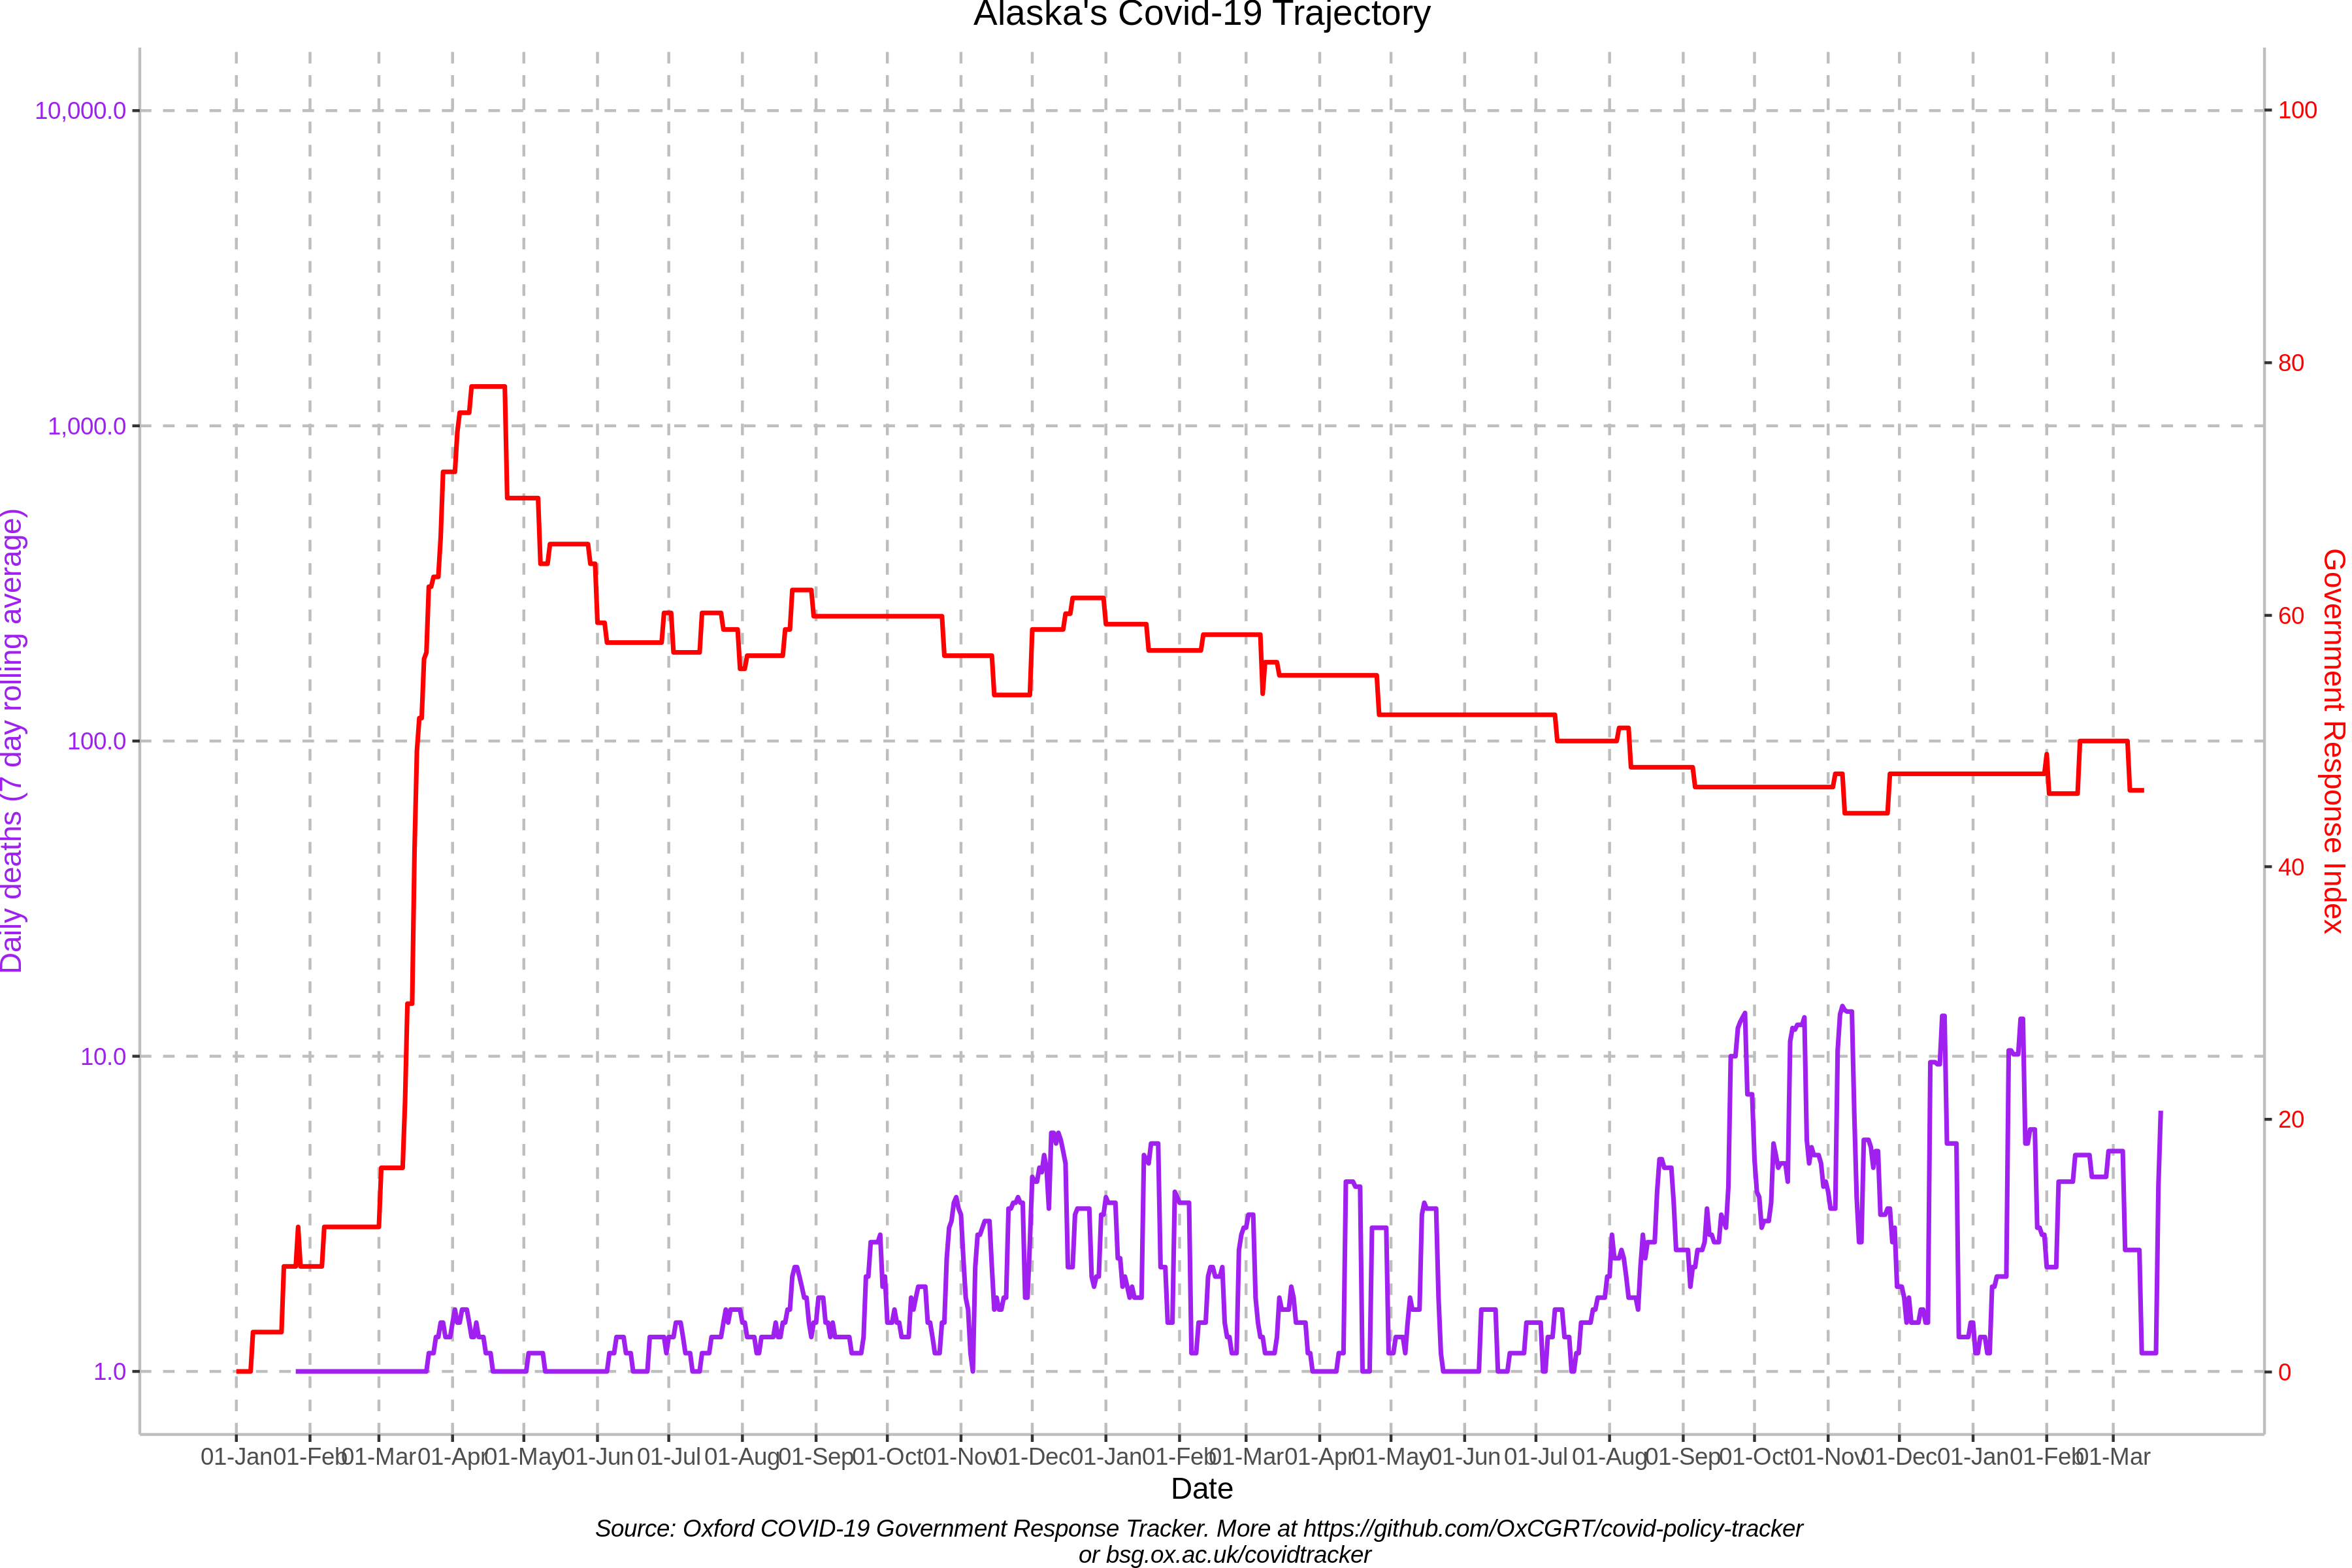 Alaska's Covid-19 Trajectory
10,000.0
1,000.0
100.0
10.0
1.0
Daily deaths (7 day rolling average)
100
80
60
40
20
0
Government Response Index
01-Jan 01-Feb 01-Mar 01-Apr 01-May 01-Jun 01-Jul 01-Aug 01-Sep 01-Oct 01-Nov 01-Dec 01-Jan 01-Feb 01-Mar 01-Apr 01-May 01-Jun 01-Jul 01-Aug 01-Sep 01-Oct 01-Nov 01-Dec 01-Jan 01-Feb 01-Mar
Date
Source: Oxford COVID-19 Government Response Tracker. More at https://github.com/OxCGRT/covid-policy-tracker
or bsg.ox.ac.uk/covidtracker